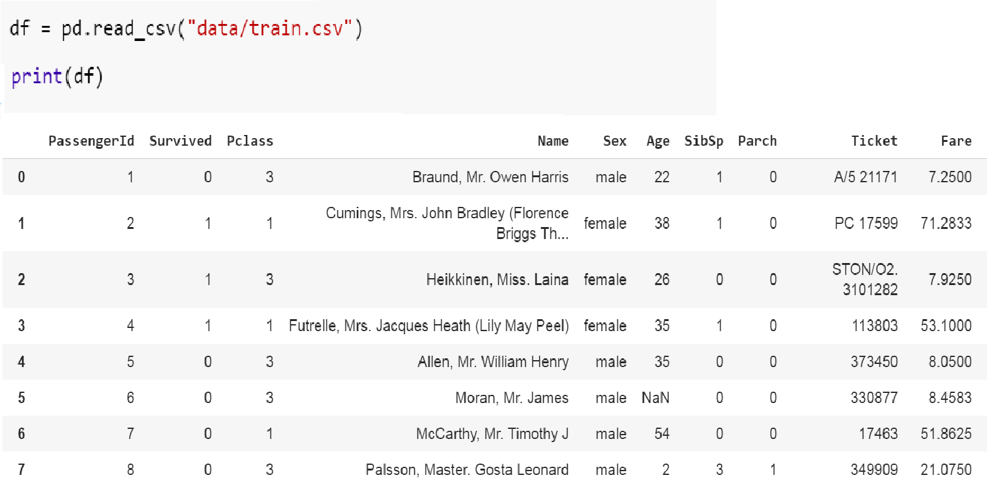 df = pd.read_csv("data/train.csv")
print(df)
PassengerId Survived Pclass Name Sex Age SibSp Parch Ticket Fare
0 1 0 3 Braund, Mr. Owen Harris male 22 1 0 A/5 21171 7.2500
1 2 1 1 Cumings, Mrs. John Bradley (Florence
Briggs Th... female 38 1 0 PC 17599 71.2833
2 3 1 3 Heikkinen, Miss. Laina female 26 0 0 STON/O2.
3101282 7.9250
3 4 1 1 Futrelle, Mrs. Jacques Heath (Lily May Peel) female 35 1 0 113803 53.1000
4 5 0 3 Allen, Mr. William Henry male 35 0 0 373450 8.0500
5 6 0 3 Moran, Mr. James male NaN 0 0 330877 8.4583
6 7 0 1 McCarthy, Mr. Timothy J male 54 0 0 17463 51.8625
7 8 0 3 Palsson, Master. Gosta Leonard male 2 3 1 349909 21.0750